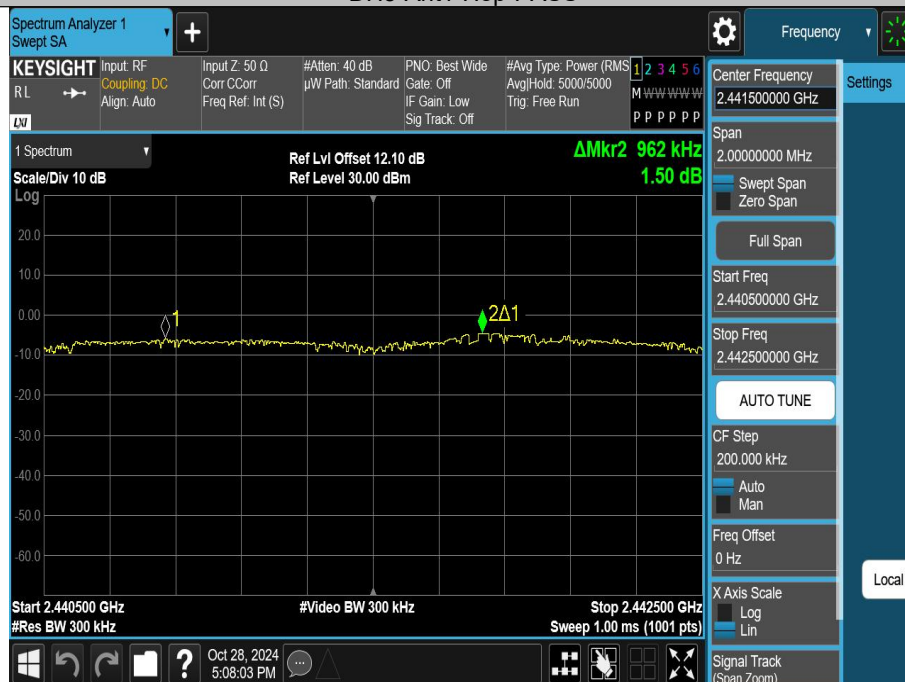 Spectrum Analyzer 1
Swept SA
Frequency
KEYSIGHT
RL
LXI
Input: RF
Coupling: DC
Align: Auto
Input Z: 50 Ω
Corr CCorr
Freq Ref: Int (S)
#Atten: 40 dB
µW Path: Standard
PNO: Best Wide
Gate: Off
IF Gain: Low
Sig Track: Off
#Avg Type: Power (RMS
Avg|Hold: 5000/5000
Trig: Free Run
1 2 3 4 5 6
M W W W W W
P P P P P P
1 Spectrum
Scale/Div 10 dB
Ref Lvl Offset 12.10 dB
Ref Level 30.00 dBm
ΔMkr2 962 kHz
1.50 dB
Log
20.0
10.0
0.00
-10.0
-20.0
-30.0
-40.0
-50.0
-60.0
1
2Δ1
Start 2.440500 GHz
#Res BW 300 kHz
#Video BW 300 kHz
Stop 2.442500 GHz
Sweep 1.00 ms (1001 pts)
Center Frequency
2.441500000 GHz
Settings
Span
2.00000000 MHz
Swept Span
Zero Span
Full Span
Start Freq
2.440500000 GHz
Stop Freq
2.442500000 GHz
AUTO TUNE
CF Step
200.000 kHz
Auto
Man
Freq Offset
0 Hz
Local
X Axis Scale
Log
Lin
Signal Track
(Span Zoom)
?
Oct 28, 2024
5:08:03 PM